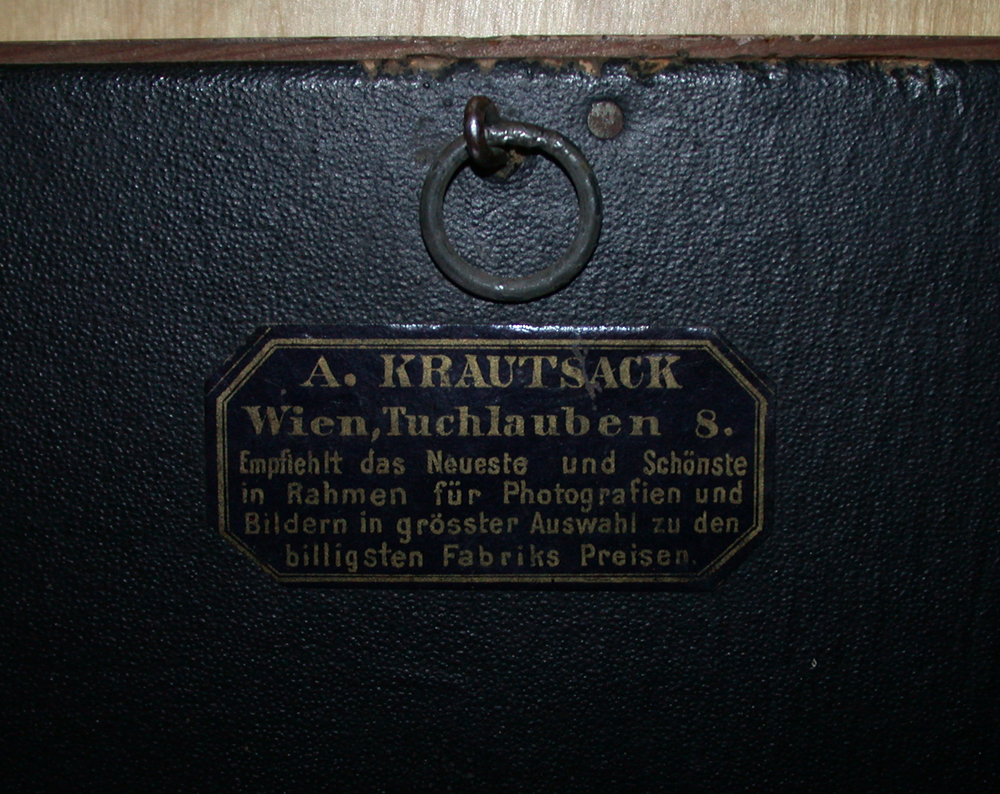 A. KRAUTSACK
Wien, Tuchlauben 8.
Empfiehlt das Neueste und Schönste
in Rahmen für Photografien und
Bildern in grösster Auswahl zu den
billigsten Fabriks Preisen.